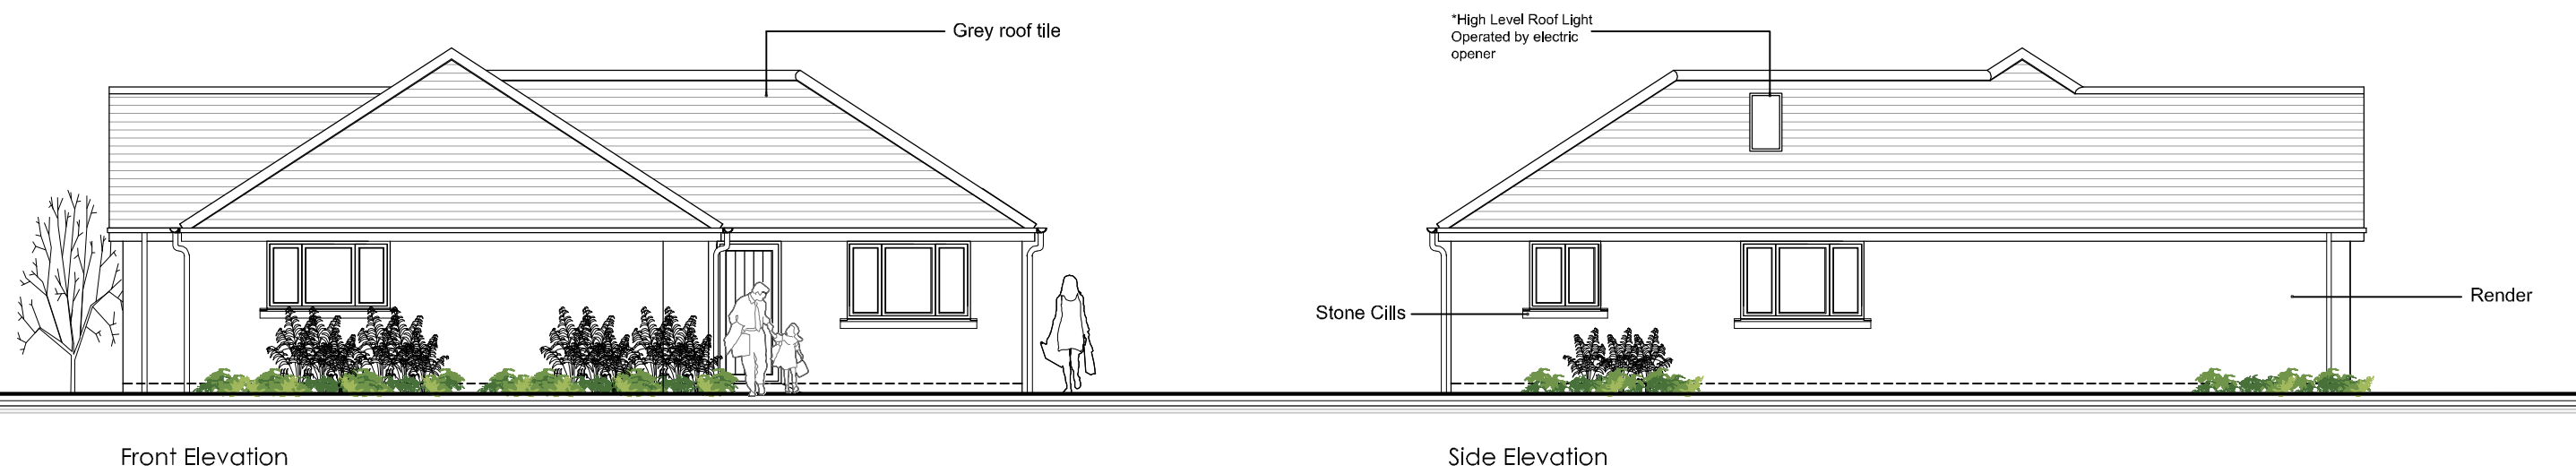 Grey roof tile
*High Level Roof Light
Operated by electric
opener
Stone Cills
Render
Front Elevation
Side Elevation